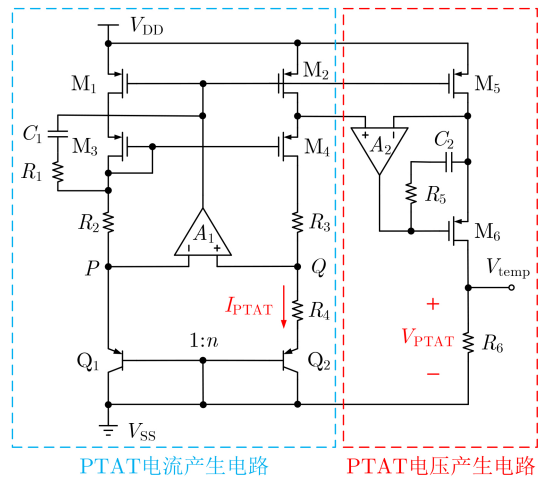 V_DD
M_1
M_2
M_5
C_1
M_3
M_4
A_2
C_2
R_1
R_5
R_2
A_1
R_3
M_6
P
Q
V_temp
I_PTAT
R_4
+
V_PTAT
R_6
−
Q_1
1:n
Q_2
V_SS
PTAT电流产生电路
PTAT电压产生电路